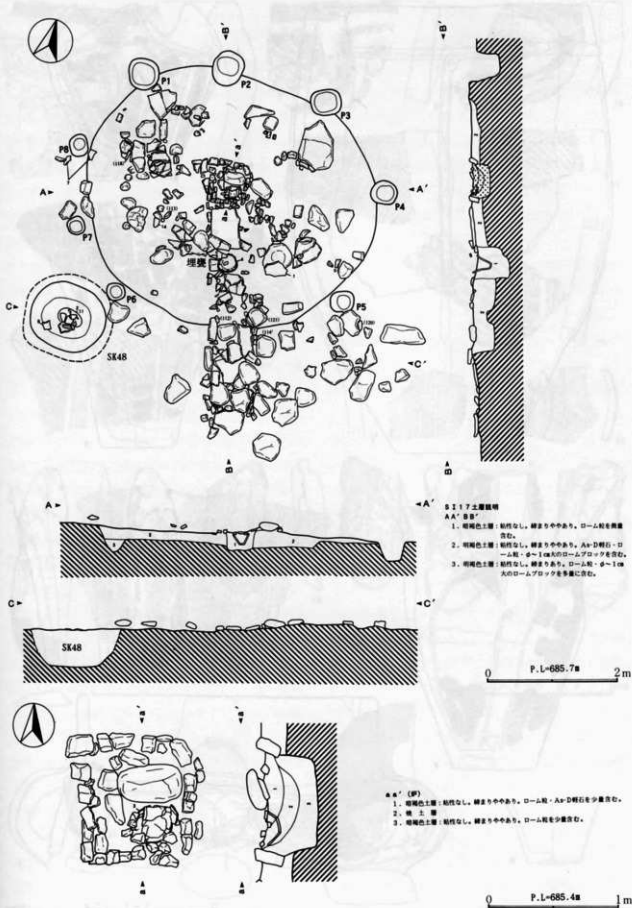 B'
B'
P1
P2
P3
P8
A
A'
P4
P7
埋甕
P6
P5
C
SK48
C'
B
B
A
A'
SI17土層説明
AA' BB'
1. 暗褐色土層：粘性なし。締まりややあり。ローム粒を微量
含む。
2. 暗褐色土層：粘性なし。締まりややあり。As-D軽石・ロ
ーム粒・φ～1cm大のロームブロックを含む。
3. 明褐色土層：粘性なし。締まりあり。ローム粒・φ～1cm
大のロームブロックを多量に含む。
C
C'
SK48
P.L=685.7m
0
2m
aa'（炉）
1. 暗褐色土層：粘性なし。締まりややあり。ローム粒・As-D軽石を少量含む。
2. 焼土層
3. 暗褐色土層：粘性なし。締まりややあり。ローム粒を少量含む。
P.L=685.4m
0
1m